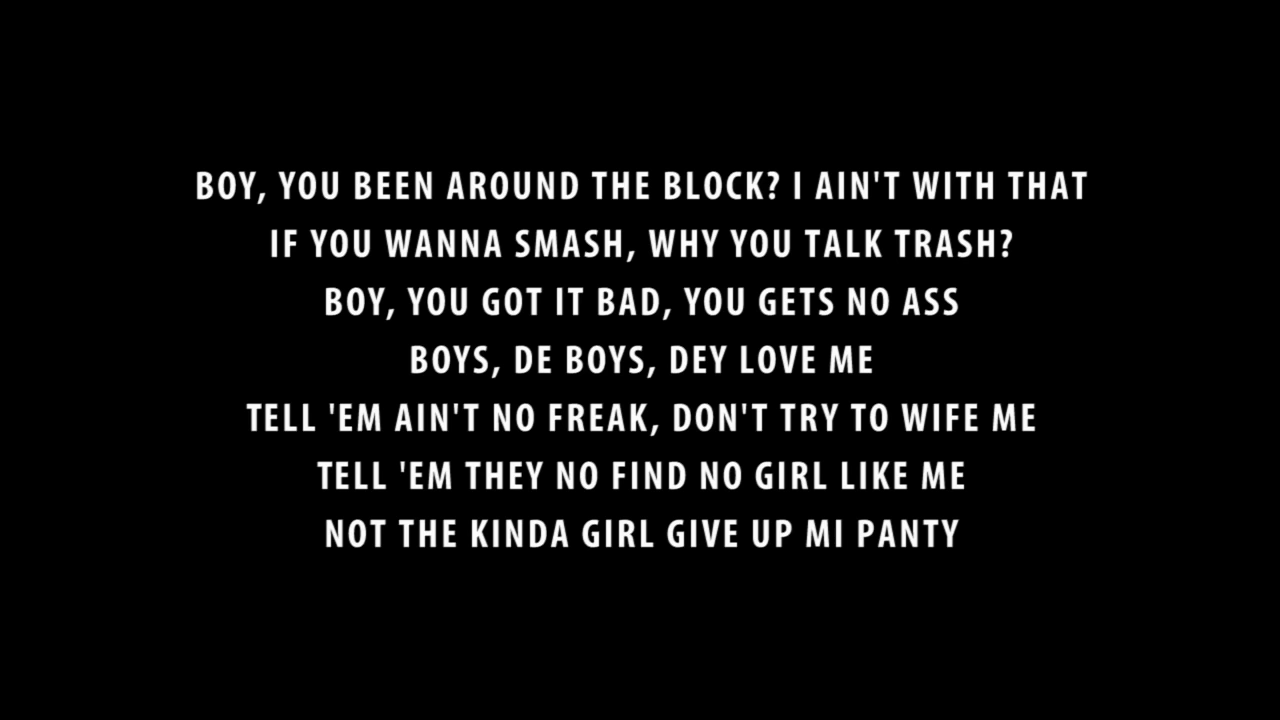 BOY, YOU BEEN AROUND THE BLOCK? I AIN'T WITH THAT
IF YOU WANNA SMASH, WHY YOU TALK TRASH?
BOY, YOU GOT IT BAD, YOU GETS NO ASS
BOYS, DE BOYS, DEY LOVE ME
TELL 'EM AIN'T NO FREAK, DON'T TRY TO WIFE ME
TELL 'EM THEY NO FIND NO GIRL LIKE ME
NOT THE KINDA GIRL GIVE UP MI PANTY